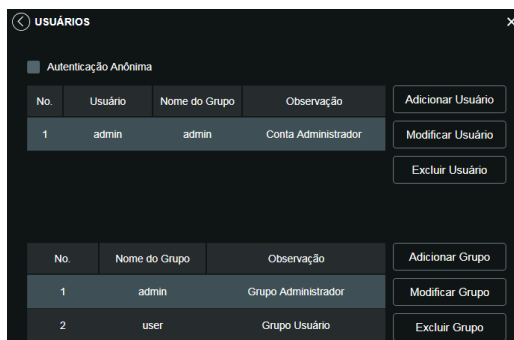 USUÁRIOS
Autenticação Anônima
No. Usuário Nome do Grupo Observação Adicionar Usuário
1 admin admin Conta Administrador Modificar Usuário
Excluir Usuário
No. Nome do Grupo Observação Adicionar Grupo
1 admin Grupo Administrador Modificar Grupo
2 user Grupo Usuário Excluir Grupo